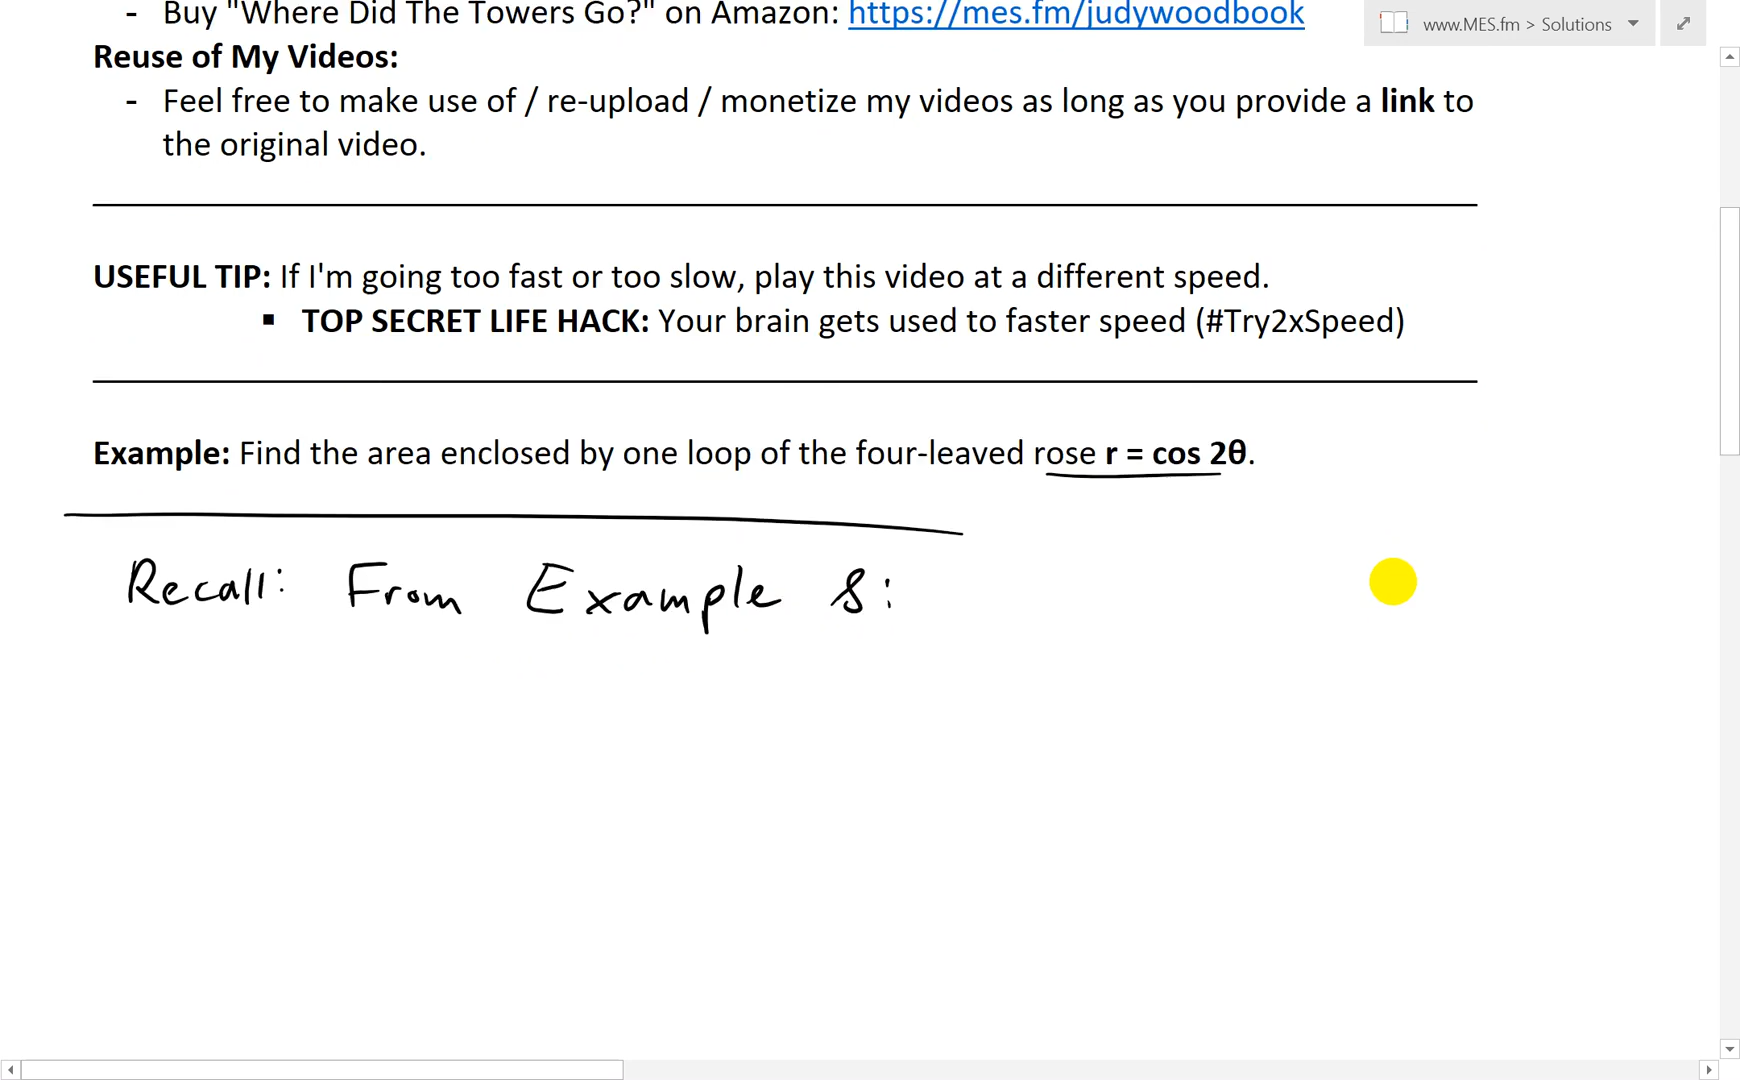 - Buy "Where Did The Towers Go?" on Amazon: https://mes.fm/judywoodbook
www.MES.fm > Solutions
Reuse of My Videos:
- Feel free to make use of / re-upload / monetize my videos as long as you provide a link to
the original video.
USEFUL TIP: If I'm going too fast or too slow, play this video at a different speed.
▪ TOP SECRET LIFE HACK: Your brain gets used to faster speed (#Try2xSpeed)
Example: Find the area enclosed by one loop of the four-leaved rose r = cos 2θ.
Recall: From Example 8: